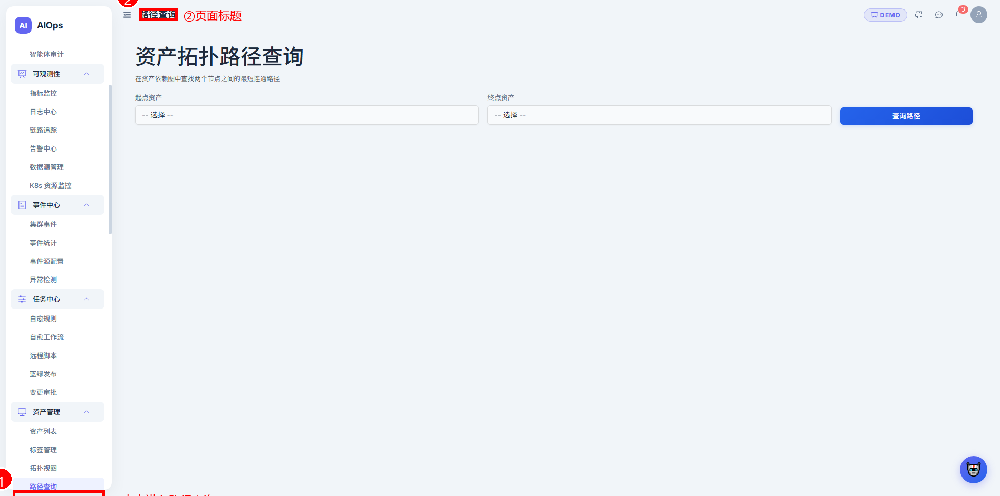 AI AIOps
智能体审计
可观测性
指标监控
日志中心
链路追踪
告警中心
数据源管理
K8s 资源监控
事件中心
集群事件
事件统计
事件源配置
异常检测
任务中心
自愈规则
自愈工作流
远程脚本
蓝绿发布
变更审批
资产管理
资产列表
标签管理
拓扑视图
路径查询
1
2
路径查询 ②页面标题
DEMO
3
资产拓扑路径查询
在资产依赖图中查找两个节点之间的最短连通路径
起点资产
-- 选择 --
终点资产
-- 选择 --
查询路径